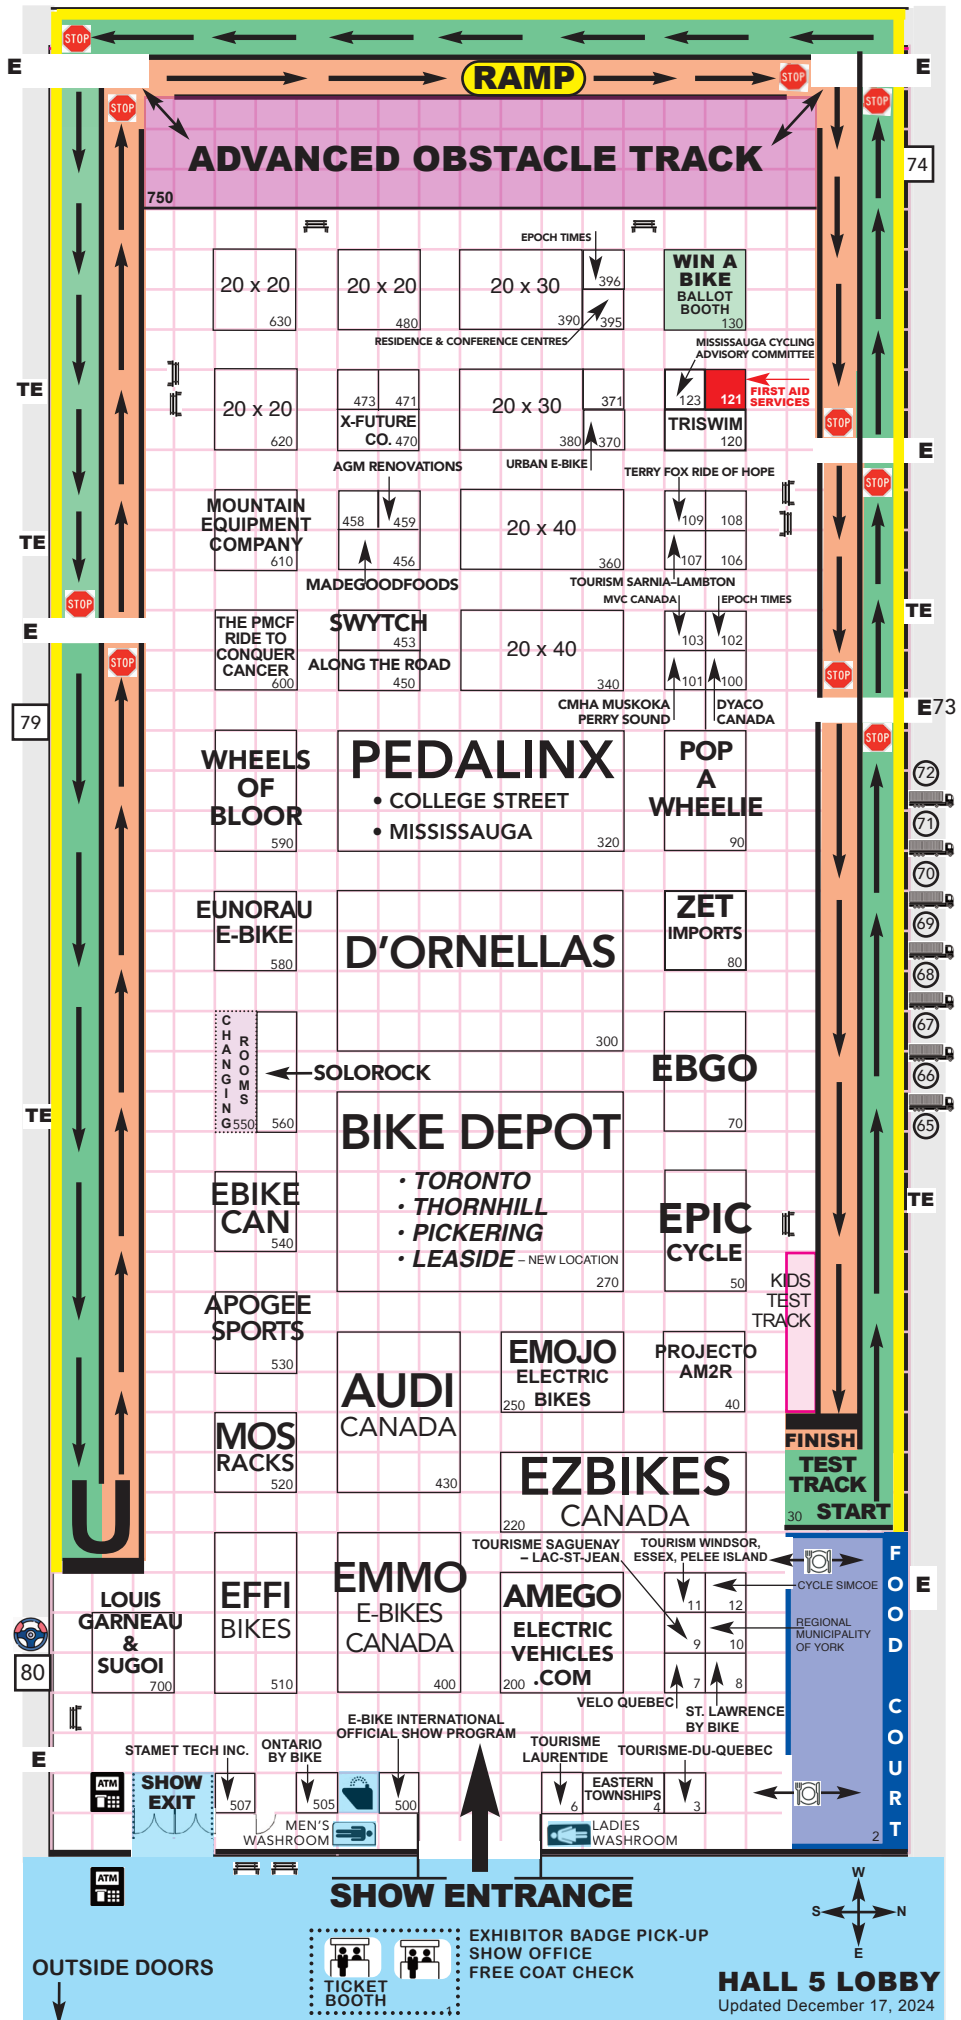 STOP
E
RAMP
STOP
E
STOP
STOP
ADVANCED OBSTACLE TRACK
74
750
EPOCH TIMES
20 x 20
630
20 x 20
480
20 x 30
390
396
395
WIN A
BIKE
BALLOT
BOOTH
130
RESIDENCE & CONFERENCE CENTRES
MISSISSAUGA CYCLING
ADVISORY COMMITTEE
TE
20 x 20
620
473
471
X-FUTURE
CO. 470
20 x 30
380
371
370
123
121
FIRST AID
SERVICES
TRISWIM
120
STOP
E
AGM RENOVATIONS
URBAN E-BIKE
TERRY FOX RIDE OF HOPE
STOP
MOUNTAIN
EQUIPMENT
COMPANY
610
458
459
456
20 x 40
360
109
108
107
106
TE
MADEGOODFOODS
TOURISM SARNIA-LAMBTON
MVC CANADA
EPOCH TIMES
STOP
TE
E
THE PMCF
RIDE TO
CONQUER
CANCER
600
SWYTCH
453
ALONG THE ROAD
450
20 x 40
340
103
102
101
100
STOP
STOP
CMHA MUSKOKA
PERRY SOUND
DYACO
CANADA
E73
79
STOP
WHEELS
OF
BLOOR
590
PEDALINX
• COLLEGE STREET
• MISSISSAUGA
320
POP
A
WHEELIE
90
72
71
70
69
68
67
66
65
EUNORAU
E-BIKE
580
D'ORNELLAS
300
ZET
IMPORTS
80
CHANGING
ROOMS
550
560
SOLOROCK
EBGO
70
TE
BIKE DEPOT
• TORONTO
• THORNHILL
• PICKERING
• LEASIDE – NEW LOCATION
270
EBIKE
CAN
540
EPIC
CYCLE
50
TE
KIDS
TEST
TRACK
APOGEE
SPORTS
530
AUDI
CANADA
430
EMOJO
ELECTRIC
BIKES
250
PROJECTO
AM2R
40
MOS
RACKS
520
FINISH
TEST
TRACK
30
START
EZBIKES
CANADA
220
U
TOURISME SAGUENAY
– LAC-ST-JEAN
TOURISM WINDSOR,
ESSEX, PELEE ISLAND
LOUIS
GARNEAU
&
SUGOI
700
EFFI
BIKES
510
EMMO
E-BIKES
CANADA
400
AMEGO
ELECTRIC
VEHICLES
.COM
200
11
12
9
10
7
8
CYCLE SIMCOE
REGIONAL
MUNICIPALITY
OF YORK
FOOD COURT
2
E
80
VELO QUEBEC
ST. LAWRENCE
BY BIKE
E
STAMET TECH INC.
ONTARIO
BY BIKE
E-BIKE INTERNATIONAL
OFFICIAL SHOW PROGRAM
TOURISME
LAURENTIDE
TOURISME-DU-QUEBEC
ATM
SHOW
EXIT
507
505
500
6
EASTERN
TOWNSHIPS
4
3
MEN'S
WASHROOM
LADIES
WASHROOM
ATM
SHOW ENTRANCE
W
S
N
E
EXHIBITOR BADGE PICK-UP
SHOW OFFICE
FREE COAT CHECK
TICKET
BOOTH
1
OUTSIDE DOORS
HALL 5 LOBBY
Updated December 17, 2024